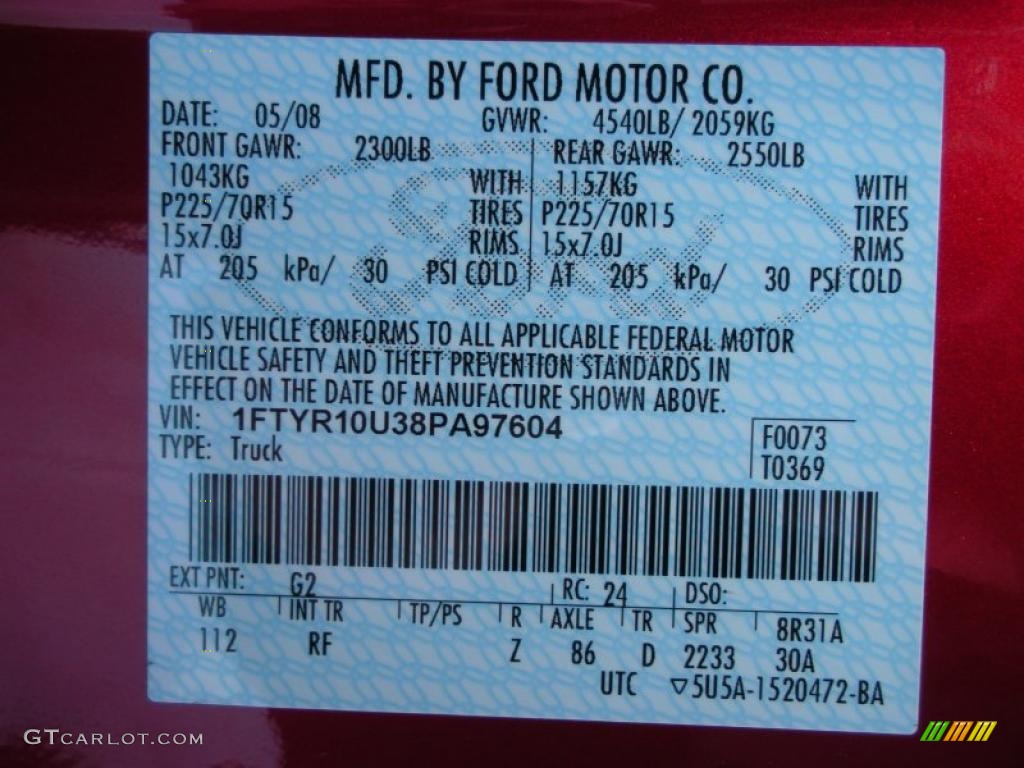 MFD. BY FORD MOTOR CO.
DATE: 05/08 GVWR: 4540LB/ 2059KG
FRONT GAWR: 2300LB REAR GAWR: 2550LB
1043KG WITH 1157KG WITH
P225/70R15 TIRES P225/70R15 TIRES
15x7.0J RIMS 15x7.0J RIMS
AT 205 kPa/ 30 PSI COLD AT 205 kPa/ 30 PSI COLD
THIS VEHICLE CONFORMS TO ALL APPLICABLE FEDERAL MOTOR
VEHICLE SAFETY AND THEFT PREVENTION STANDARDS IN
EFFECT ON THE DATE OF MANUFACTURE SHOWN ABOVE.
VIN: 1FTYR10U38PA97604
F0073
TYPE: Truck
T0369
EXT PNT: G2 RC: 24 DSO:
WB INT TR TP/PS R AXLE TR SPR 8R31A
112 RF Z 86 D 2233 30A
UTC ▽5U5A-1520472-BA
GTCARLOT.COM